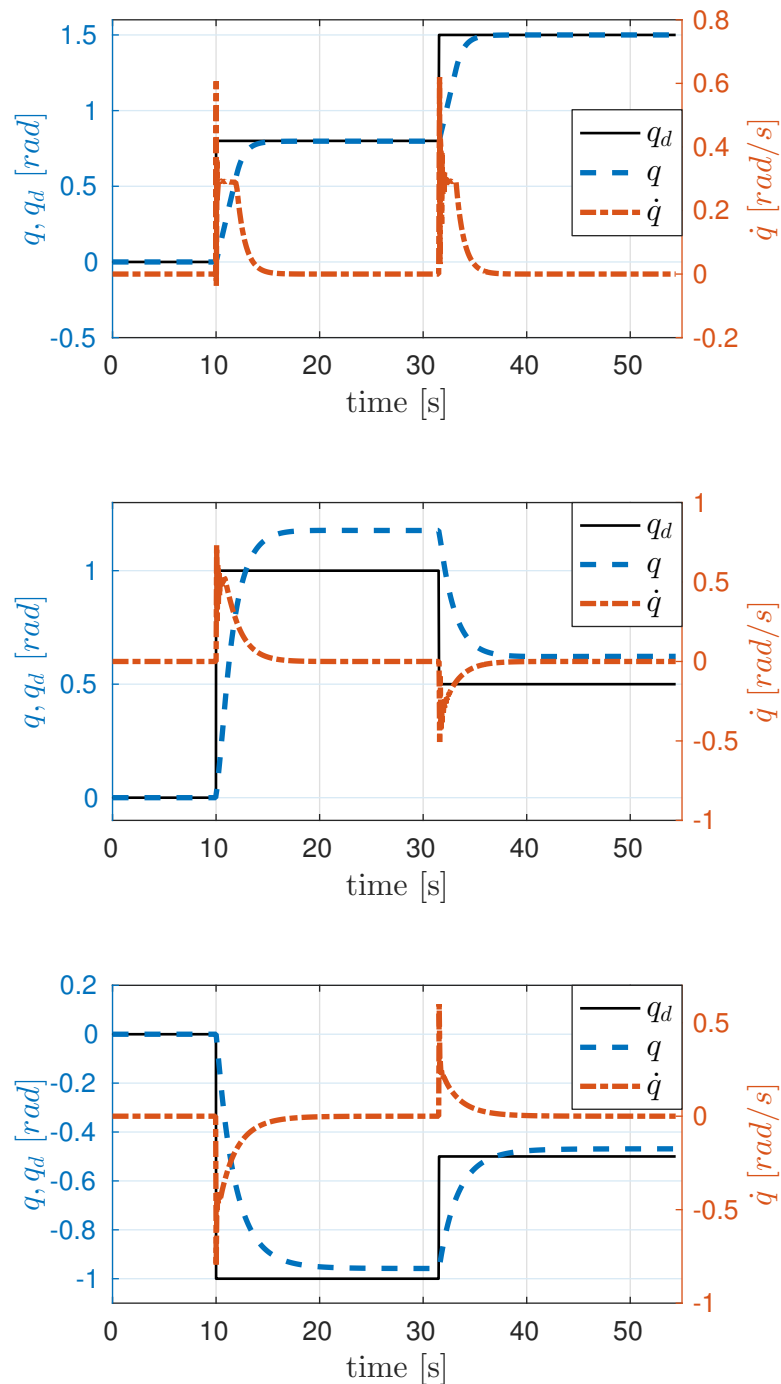 1.5
1
0.5
0
-0.5
q, q_d [rad]
0.8
0.6
0.4
0.2
0
-0.2
q̇ [rad/s]
q_d
q
q̇
0 10 20 30 40 50
time [s]
1
0.5
0
q, q_d [rad]
1
0.5
0
-0.5
-1
q̇ [rad/s]
q_d
q
q̇
0 10 20 30 40 50
time [s]
0.2
0
-0.2
-0.4
-0.6
-0.8
-1
q, q_d [rad]
0.5
0
-0.5
-1
q̇ [rad/s]
q_d
q
q̇
0 10 20 30 40 50
time [s]